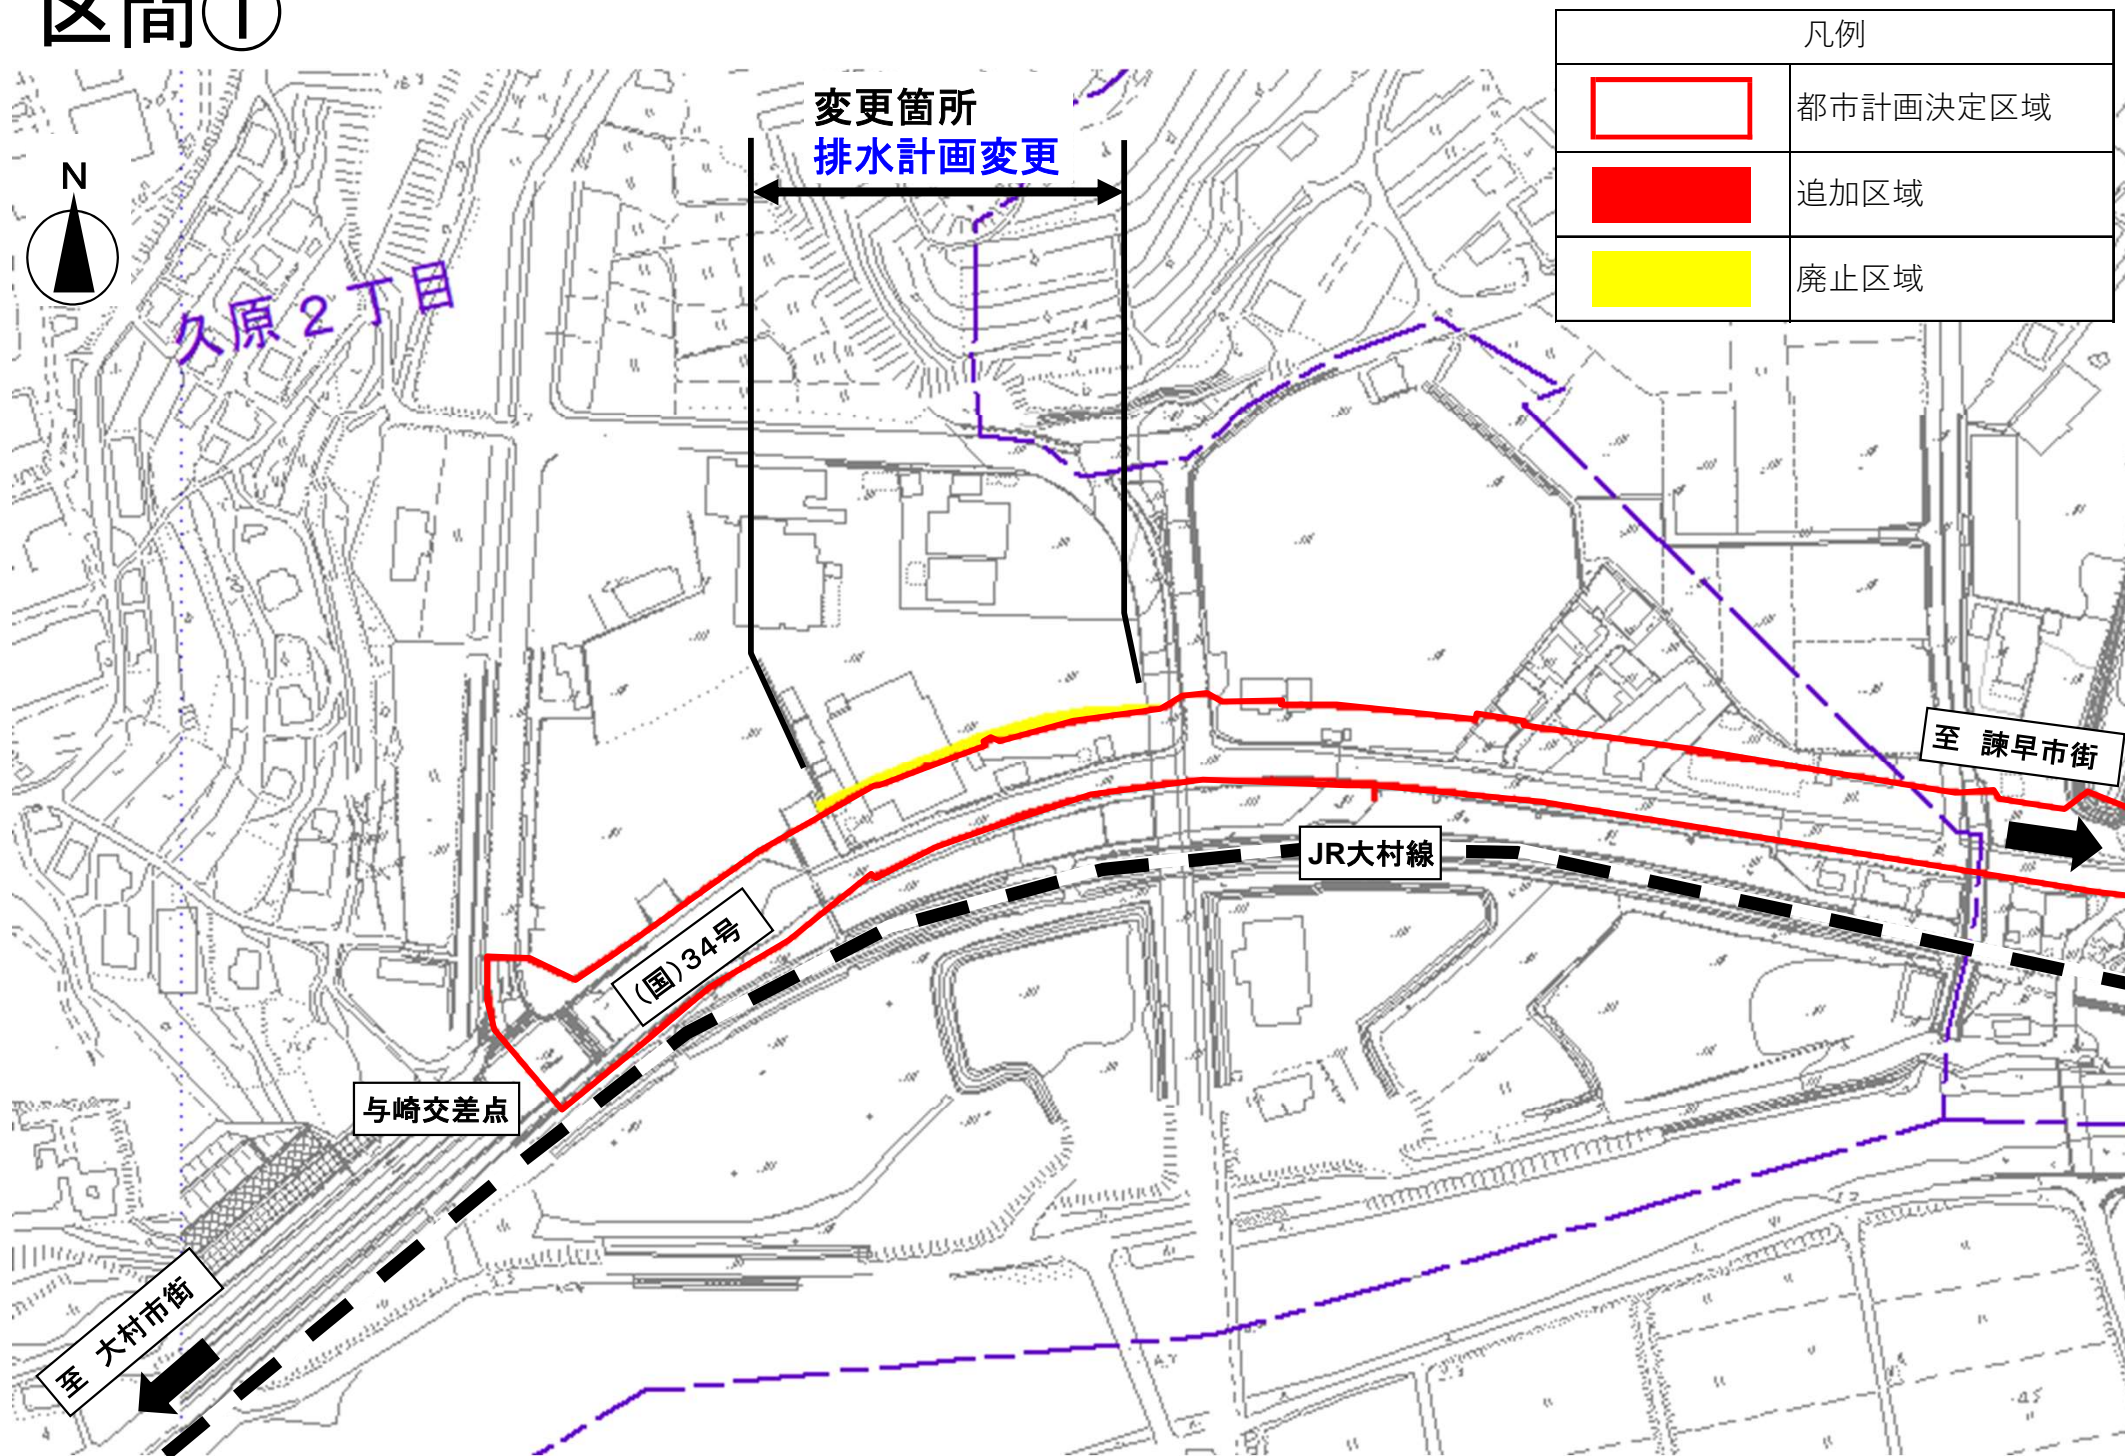 区間①
凡例
都市計画決定区域
追加区域
廃止区域
変更箇所
排水計画変更
N
久原2丁目
至 諫早市街
JR大村線
(国)34号
与崎交差点
至 大村市街